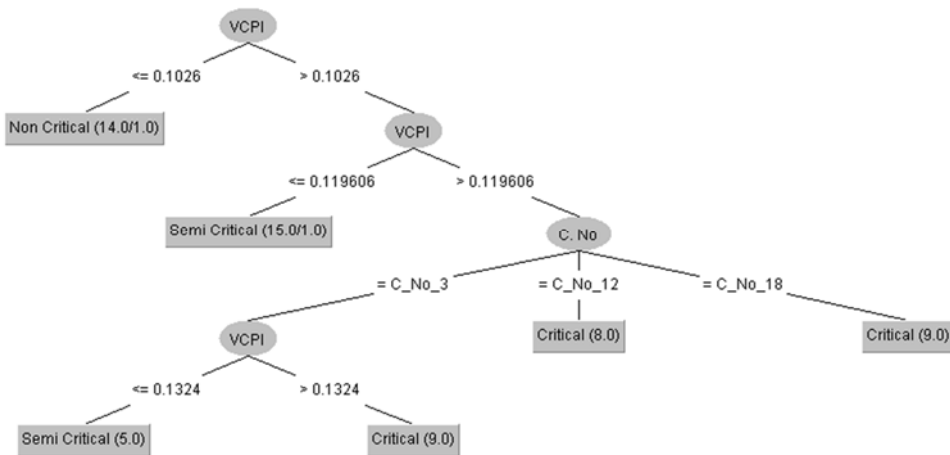 VCPI
<= 0.1026
> 0.1026
Non Critical (14.0/1.0)
VCPI
<= 0.119606
> 0.119606
Semi Critical (15.0/1.0)
C. No
= C_No_3
= C_No_12
= C_No_18
VCPI
Critical (8.0)
Critical (9.0)
<= 0.1324
> 0.1324
Semi Critical (5.0)
Critical (9.0)